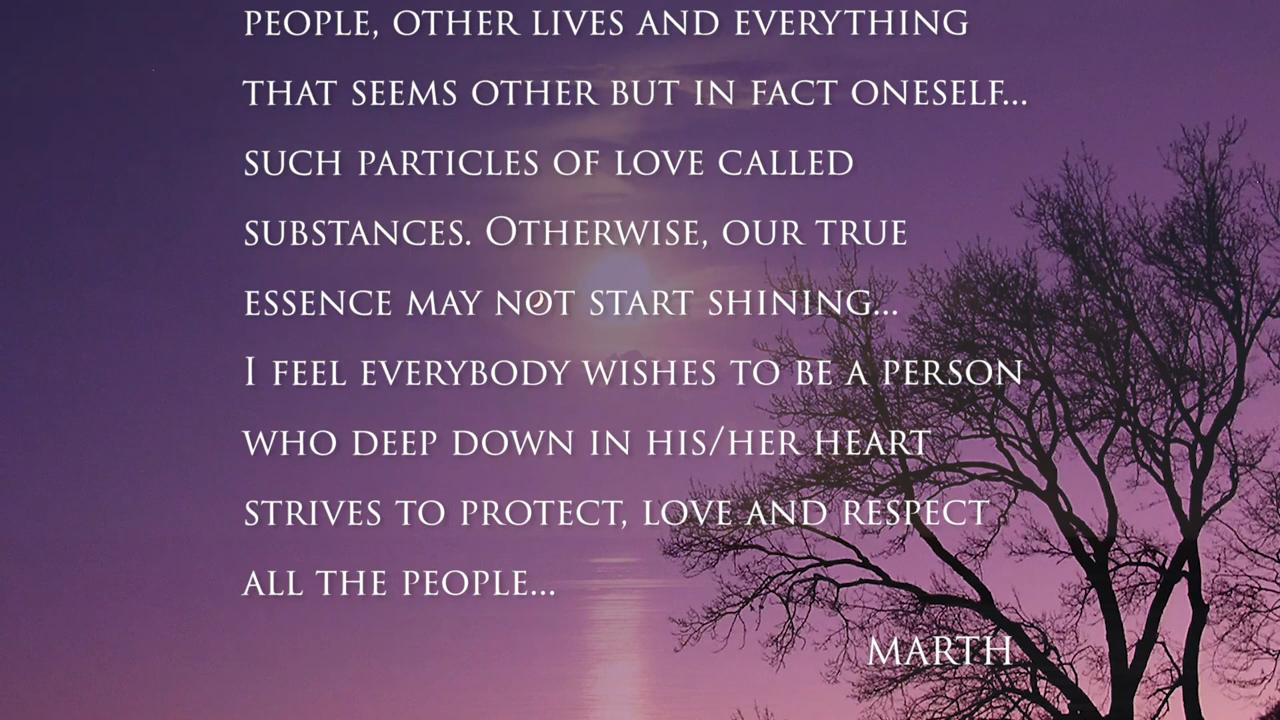 PEOPLE, OTHER LIVES AND EVERYTHING
THAT SEEMS OTHER BUT IN FACT ONESELF...
SUCH PARTICLES OF LOVE CALLED
SUBSTANCES. OTHERWISE, OUR TRUE
ESSENCE MAY NOT START SHINING...
I FEEL EVERYBODY WISHES TO BE A PERSON
WHO DEEP DOWN IN HIS/HER HEART
STRIVES TO PROTECT, LOVE AND RESPECT
ALL THE PEOPLE...
MARTH